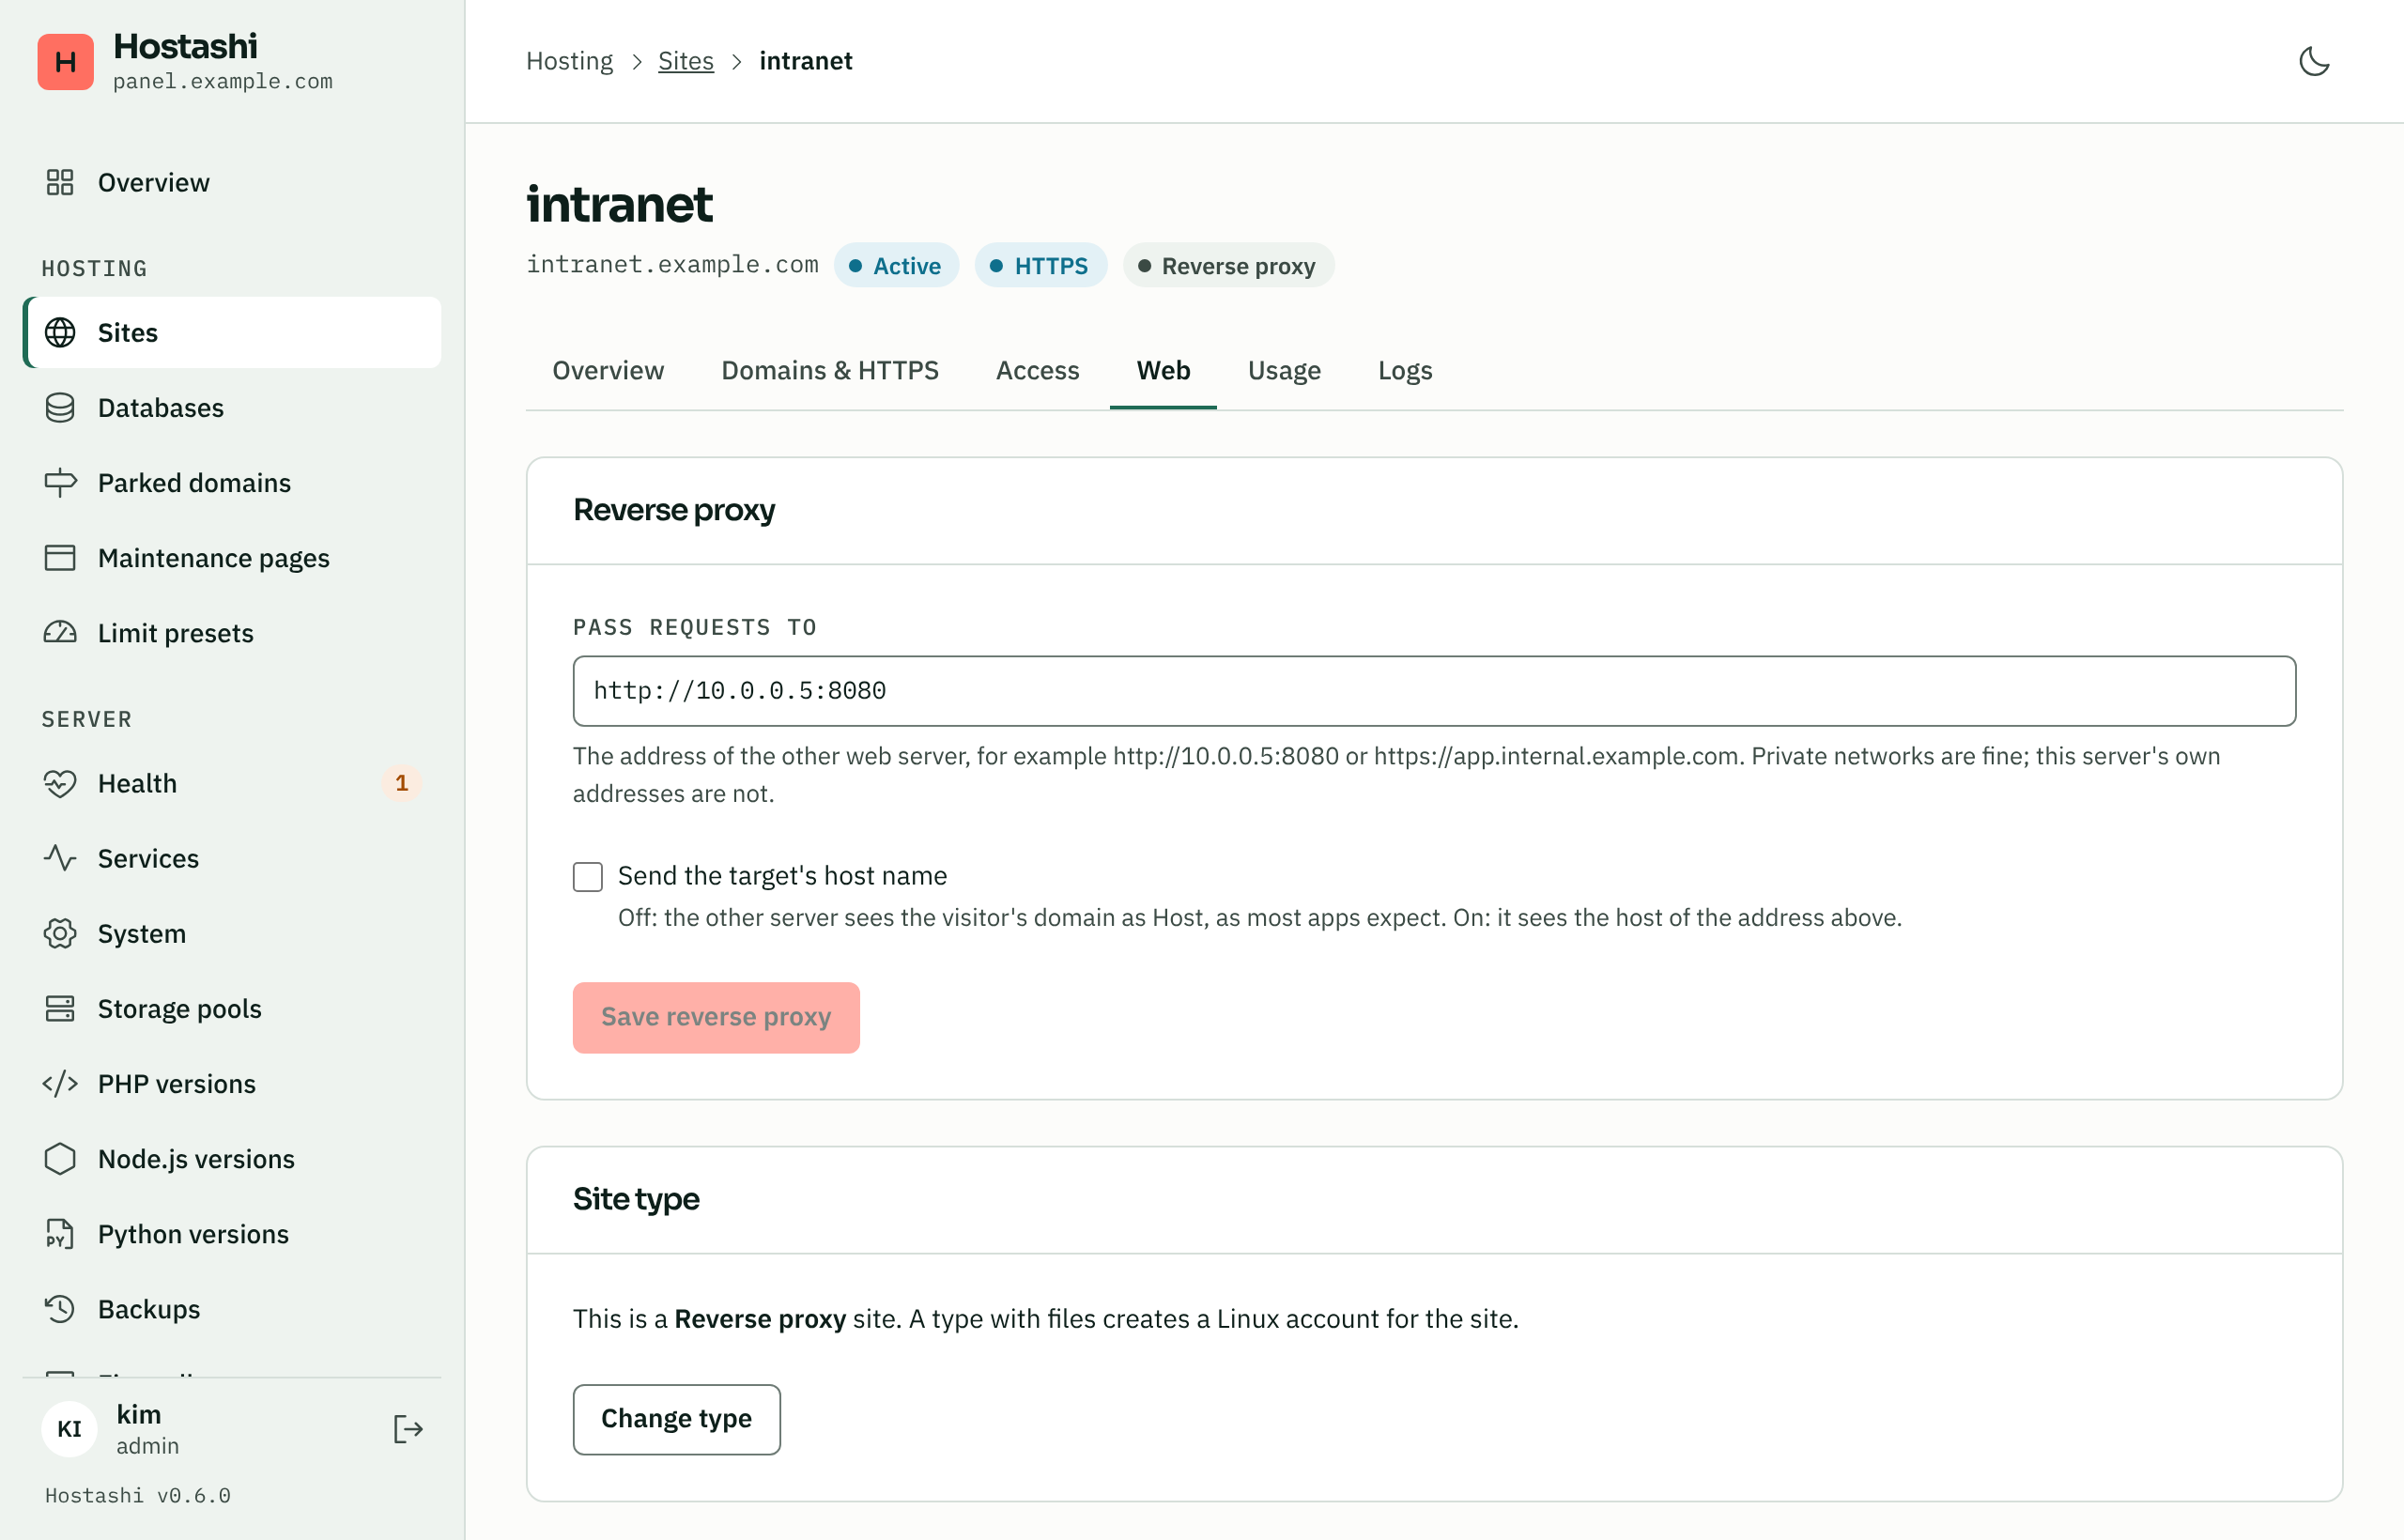 H
Hostashi
panel.example.com
Overview
HOSTING
Sites
Databases
Parked domains
Maintenance pages
Limit presets
SERVER
Health 1
Services
System
Storage pools
PHP versions
Node.js versions
PY Python versions
Backups
KI
kim
admin
Hostashi v0.6.0
Hosting > Sites > intranet
intranet
intranet.example.com Active HTTPS Reverse proxy
Overview Domains & HTTPS Access Web Usage Logs
Reverse proxy
PASS REQUESTS TO
http://10.0.0.5:8080
The address of the other web server, for example http://10.0.0.5:8080 or https://app.internal.example.com. Private networks are fine; this server's own
addresses are not.
Send the target's host name
Off: the other server sees the visitor's domain as Host, as most apps expect. On: it sees the host of the address above.
Save reverse proxy
Site type
This is a Reverse proxy site. A type with files creates a Linux account for the site.
Change type